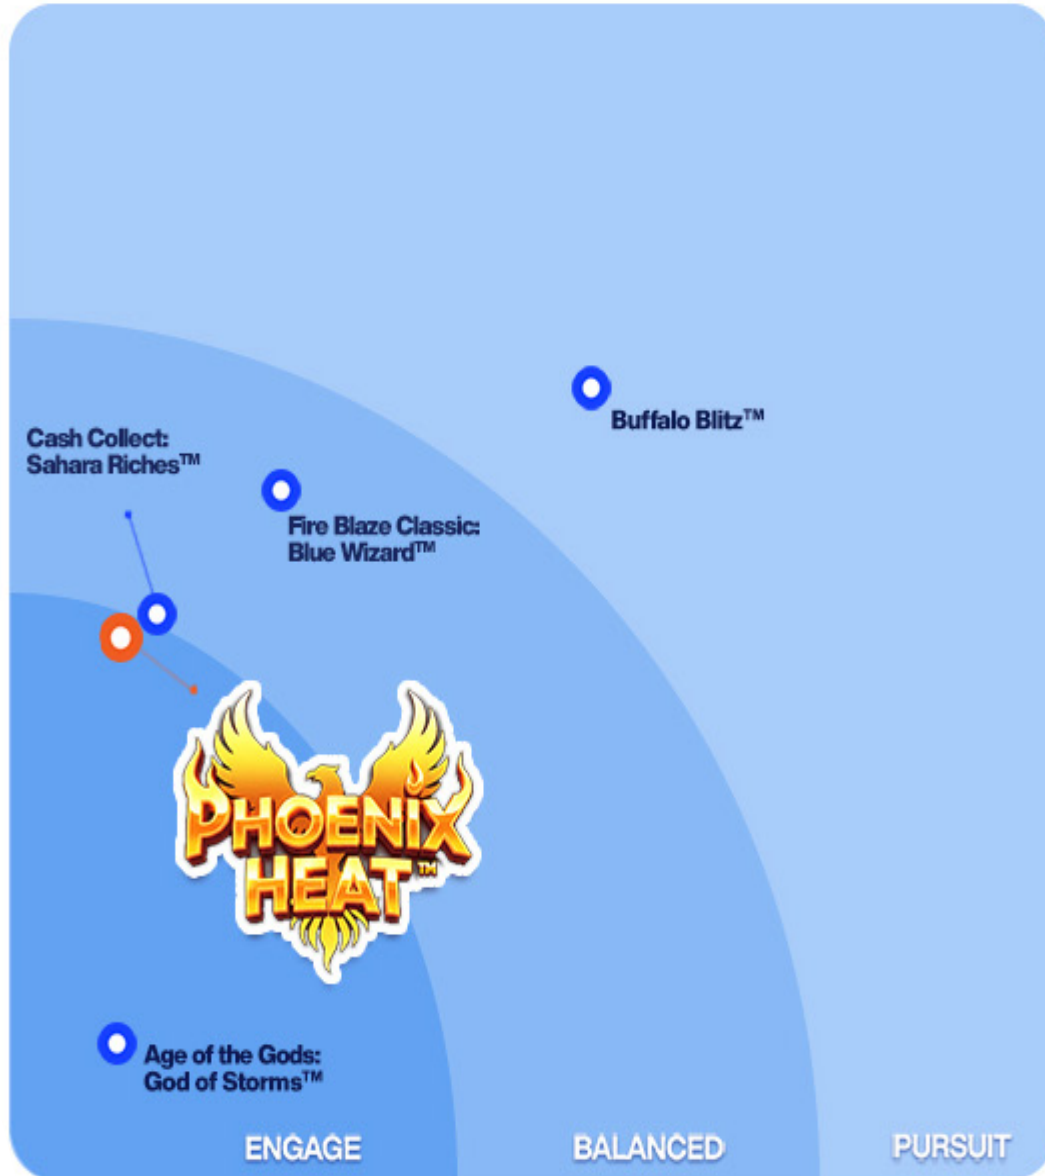 Buffalo Blitz™
Cash Collect:
Sahara Riches™
Fire Blaze Classic:
Blue Wizard™
PHOENIX
HEAT™
Age of the Gods:
God of Storms™
ENGAGE
BALANCED
PURSUIT